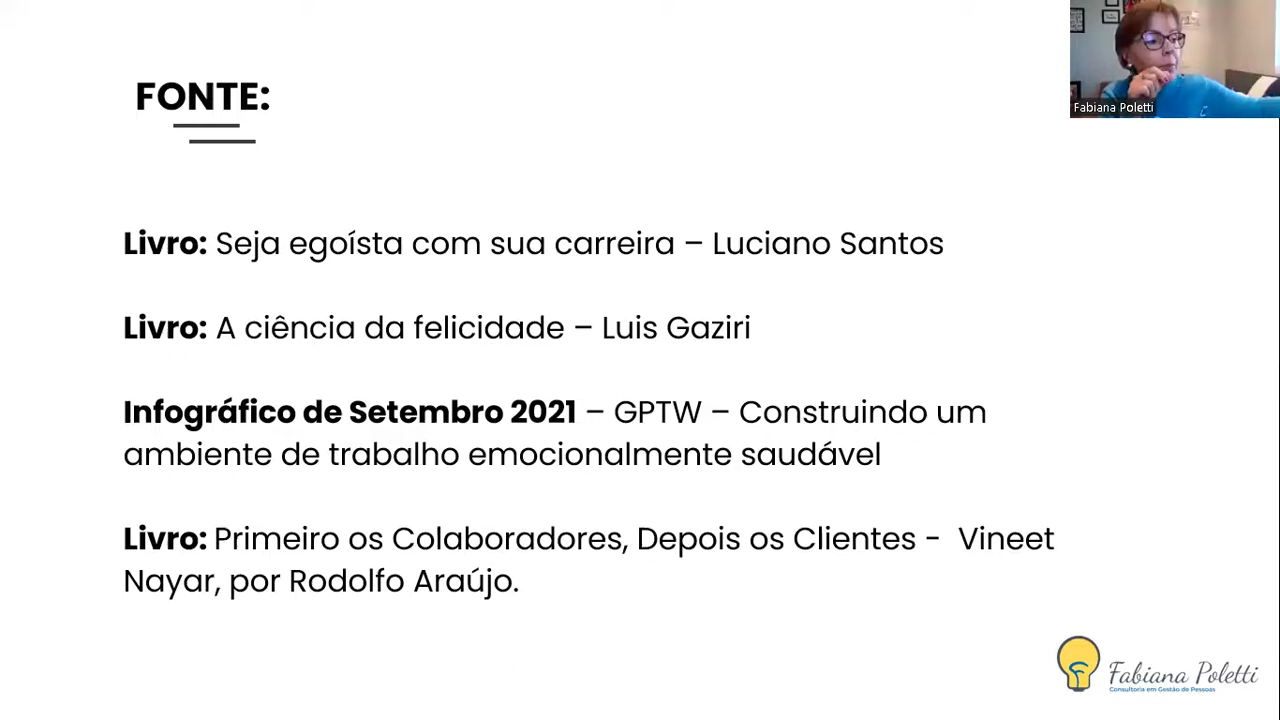 FONTE:
Fabiana Poletti
Livro: Seja egoísta com sua carreira – Luciano Santos
Livro: A ciência da felicidade – Luis Gaziri
Infográfico de Setembro 2021 – GPTW – Construindo um
ambiente de trabalho emocionalmente saudável
Livro: Primeiro os Colaboradores, Depois os Clientes - Vineet
Nayar, por Rodolfo Araújo.
Fabiana Poletti
Consultoria em Gestão de Pessoas